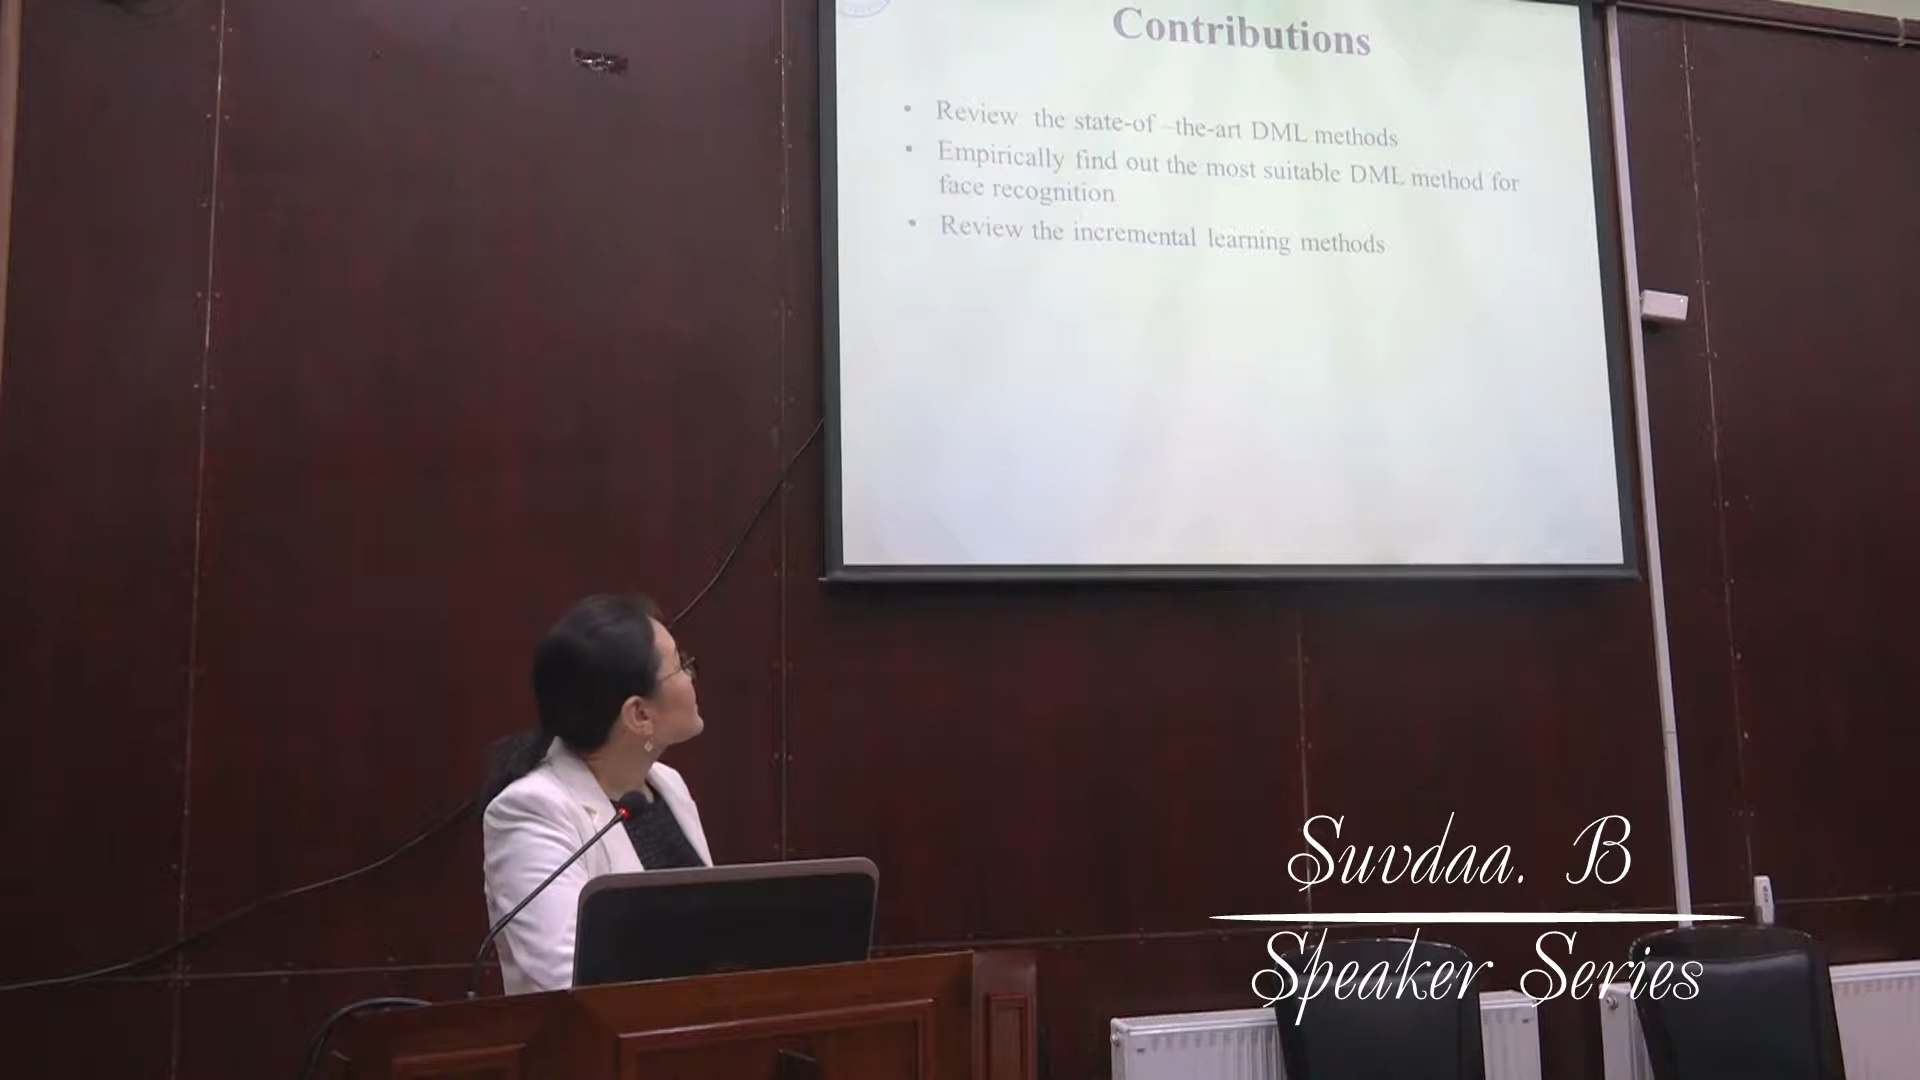 Contributions
• Review the state-of –the-art DML methods
• Empirically find out the most suitable DML method for
face recognition
• Review the incremental learning methods
Suvdaa. B
Speaker Series